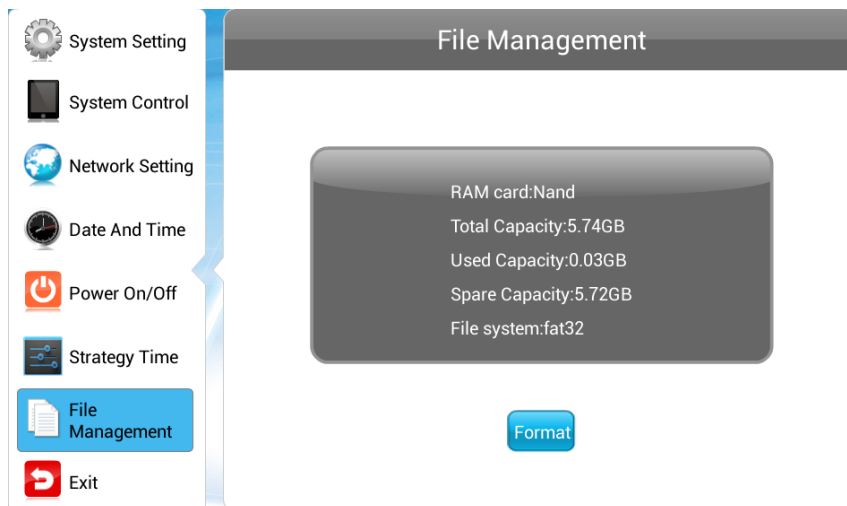 System Setting
System Control
Network Setting
Date And Time
Power On/Off
Strategy Time
File
Management
Exit
File Management
RAM card:Nand
Total Capacity:5.74GB
Used Capacity:0.03GB
Spare Capacity:5.72GB
File system:fat32
Format